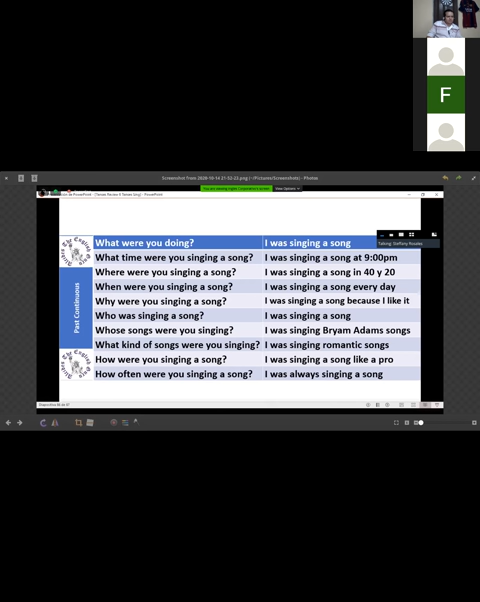 F
Screenshot from 2020-10-14 21-52-23.png (~/Pictures/Screenshots) - Photos
View Options
Talking: Steffany Rosales
What were you doing? I was singing a song
What time were you singing a song? I was singing a song at 9:00pm
Where were you singing a song? I was singing a song in 40 y 20
When were you singing a song? I was singing a song every day
Why were you singing a song? I was singing a song because I like it
Who was singing a song? I was singing a song
Whose songs were you singing? I was singing Bryam Adams songs
What kind of songs were you singing? I was singing romantic songs
How were you singing a song? I was singing a song like a pro
How often were you singing a song? I was always singing a song
Past Continuous